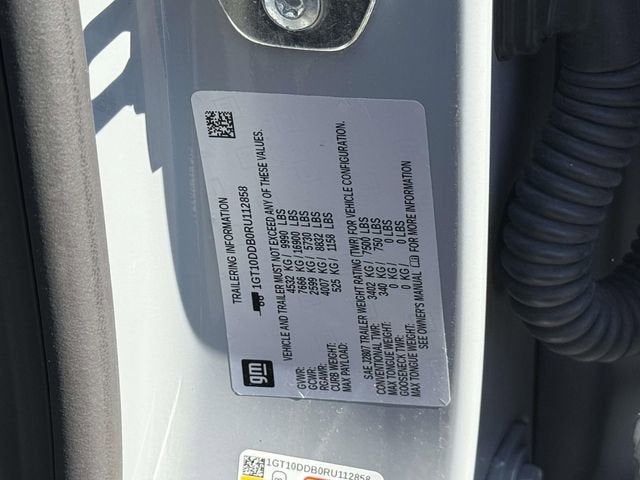 TRAILERING INFORMATION
1GT10DDB0RU112858
VEHICLE AND TRAILER MUST NOT EXCEED ANY OF THESE VALUES.
GVWR: 4532 KG / 9990 LBS
GCWR: 7666 KG / 16900 LBS
RGAWR: 2599 KG / 5730 LBS
CURB WEIGHT: 4007 KG / 8832 LBS
MAX PAYLOAD: 525 KG / 1158 LBS
SAE J2807 TRAILER WEIGHT RATING (TWR) FOR VEHICLE CONFIGURATION.
CONVENTIONAL TWR: 3402 KG / 7500 LBS
MAX TONGUE WEIGHT: 340 KG / 750 LBS
GOOSENECK TWR: 0 KG / 0 LBS
MAX TONGUE WEIGHT: 0 KG / 0 LBS
SEE OWNER'S MANUAL FOR MORE INFORMATION
gm
1GT10DDB0RU112858